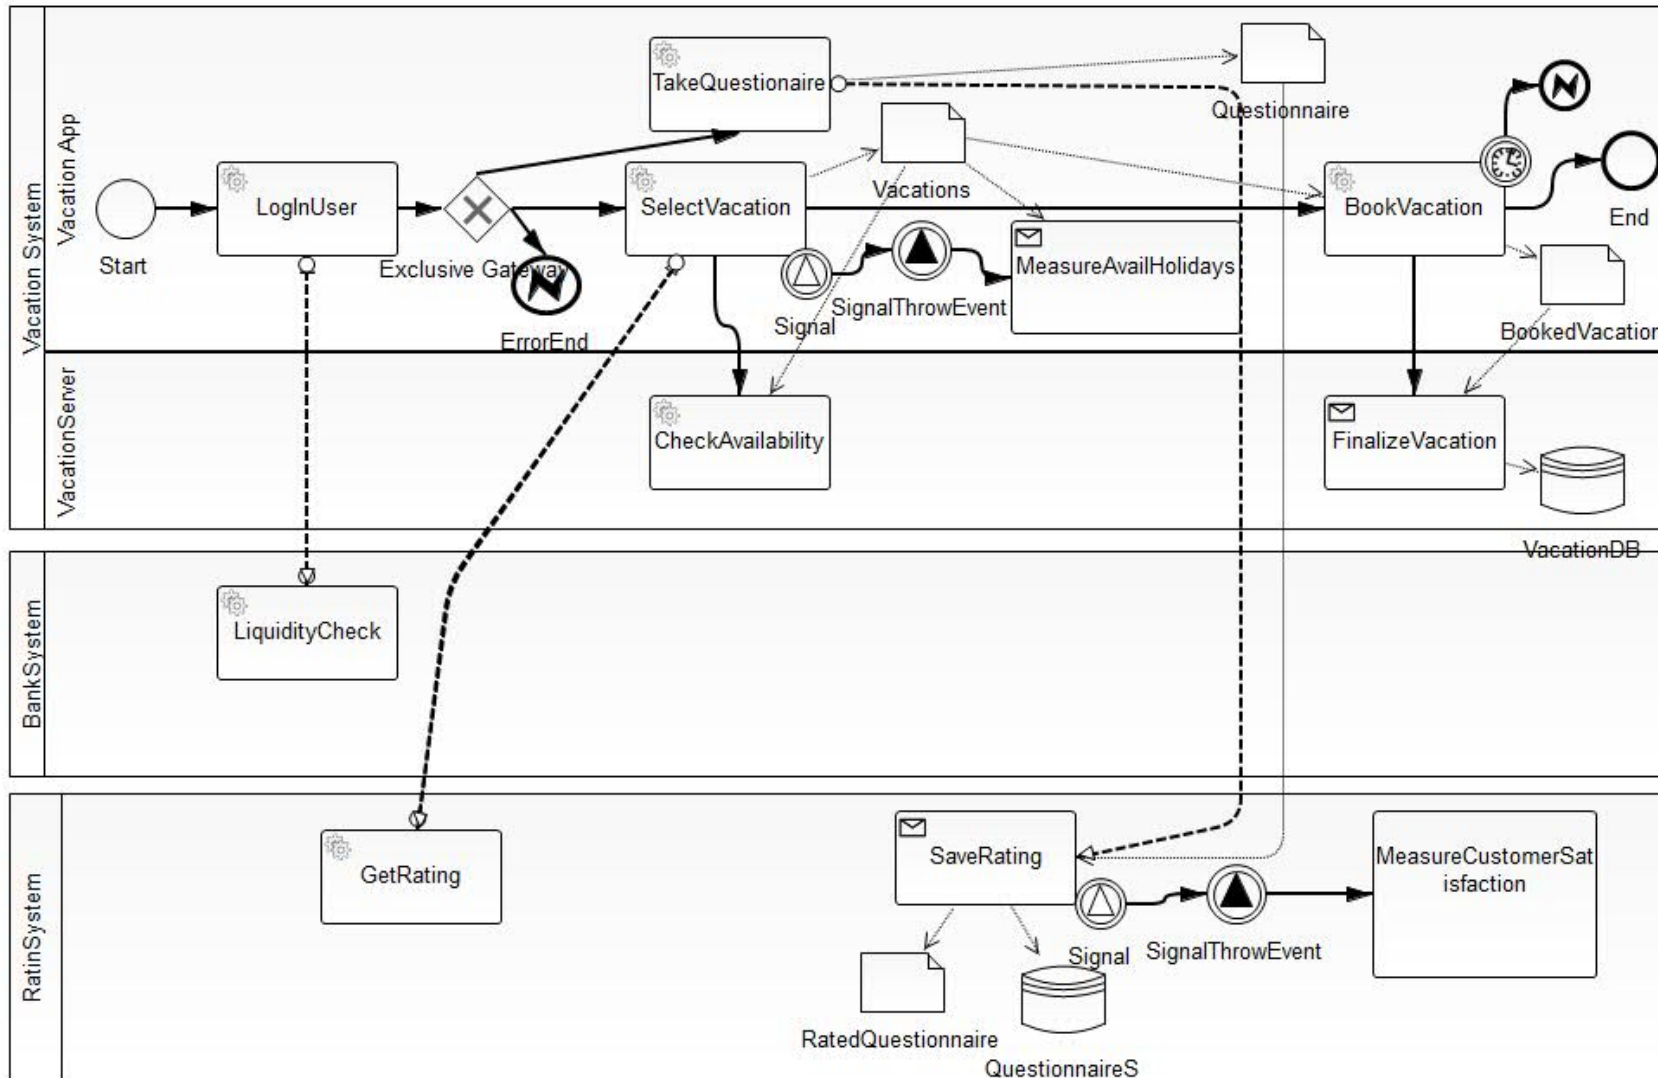 Vacation System
Vacation App
Start
LogInUser
Exclusive Gateway
ErrorEnd
TakeQuestionaire
SelectVacation
Vacations
Signal
SignalThrowEvent
MeasureAvailHolidays
Questionnaire
BookVacation
End
BookedVacation
VacationServer
CheckAvailability
FinalizeVacation
VacationDB
BankSystem
LiquidityCheck
RatinSystem
GetRating
SaveRating
Signal
SignalThrowEvent
MeasureCustomerSat
isfaction
RatedQuestionnaire
QuestionnaireS